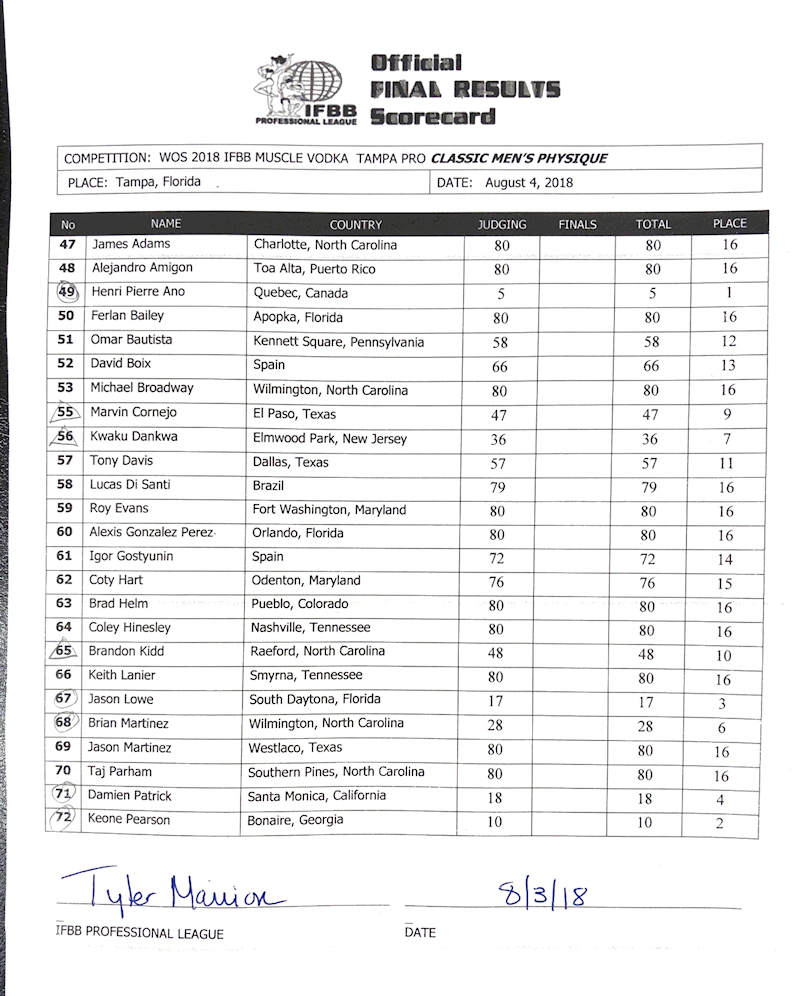 Official
FINAL RESULTS
Scorecard
IFBB
PROFESSIONAL LEAGUE
COMPETITION: WOS 2018 IFBB MUSCLE VODKA TAMPA PRO CLASSIC MEN'S PHYSIQUE
PLACE: Tampa, Florida DATE: August 4, 2018
No NAME COUNTRY JUDGING FINALS TOTAL PLACE
47 James Adams Charlotte, North Carolina 80 80 16
48 Alejandro Amigon Toa Alta, Puerto Rico 80 80 16
49 Henri Pierre Ano Quebec, Canada 5 5 1
50 Ferlan Bailey Apopka, Florida 80 80 16
51 Omar Bautista Kennett Square, Pennsylvania 58 58 12
52 David Boix Spain 66 66 13
53 Michael Broadway Wilmington, North Carolina 80 80 16
55 Marvin Cornejo El Paso, Texas 47 47 9
56 Kwaku Dankwa Elmwood Park, New Jersey 36 36 7
57 Tony Davis Dallas, Texas 57 57 11
58 Lucas Di Santi Brazil 79 79 16
59 Roy Evans Fort Washington, Maryland 80 80 16
60 Alexis Gonzalez Perez Orlando, Florida 80 80 16
61 Igor Gostyunin Spain 72 72 14
62 Coty Hart Odenton, Maryland 76 76 15
63 Brad Helm Pueblo, Colorado 80 80 16
64 Coley Hinesley Nashville, Tennessee 80 80 16
65 Brandon Kidd Raeford, North Carolina 48 48 10
66 Keith Lanier Smyrna, Tennessee 80 80 16
67 Jason Lowe South Daytona, Florida 17 17 3
68 Brian Martinez Wilmington, North Carolina 28 28 6
69 Jason Martinez Westlaco, Texas 80 80 16
70 Taj Parham Southern Pines, North Carolina 80 80 16
71 Damien Patrick Santa Monica, California 18 18 4
72 Keone Pearson Bonaire, Georgia 10 10 2
Tyler Manion 8/3/18
IFBB PROFESSIONAL LEAGUE DATE